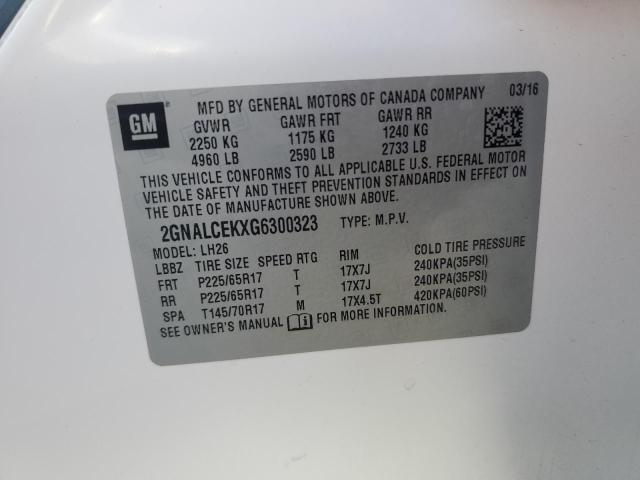 GM
MFD BY GENERAL MOTORS OF CANADA COMPANY 03/16
GVWR GAWR FRT GAWR RR
2250 KG 1175 KG 1240 KG
4960 LB 2590 LB 2733 LB
THIS VEHICLE CONFORMS TO ALL APPLICABLE U.S. FEDERAL MOTOR
VEHICLE SAFETY AND THEFT PREVENTION STANDARDS IN EFFECT ON
THE DATE OF MANUFACTURE SHOWN ABOVE.
2GNALCEKXG6300323 TYPE: M.P.V.
MODEL: LH26
LBBZ TIRE SIZE SPEED RTG RIM COLD TIRE PRESSURE
FRT P225/65R17 T 17X7J 240KPA(35PSI)
RR P225/65R17 T 17X7J 240KPA(35PSI)
SPA T145/70R17 M 17X4.5T 420KPA(60PSI)
SEE OWNER'S MANUAL FOR MORE INFORMATION.